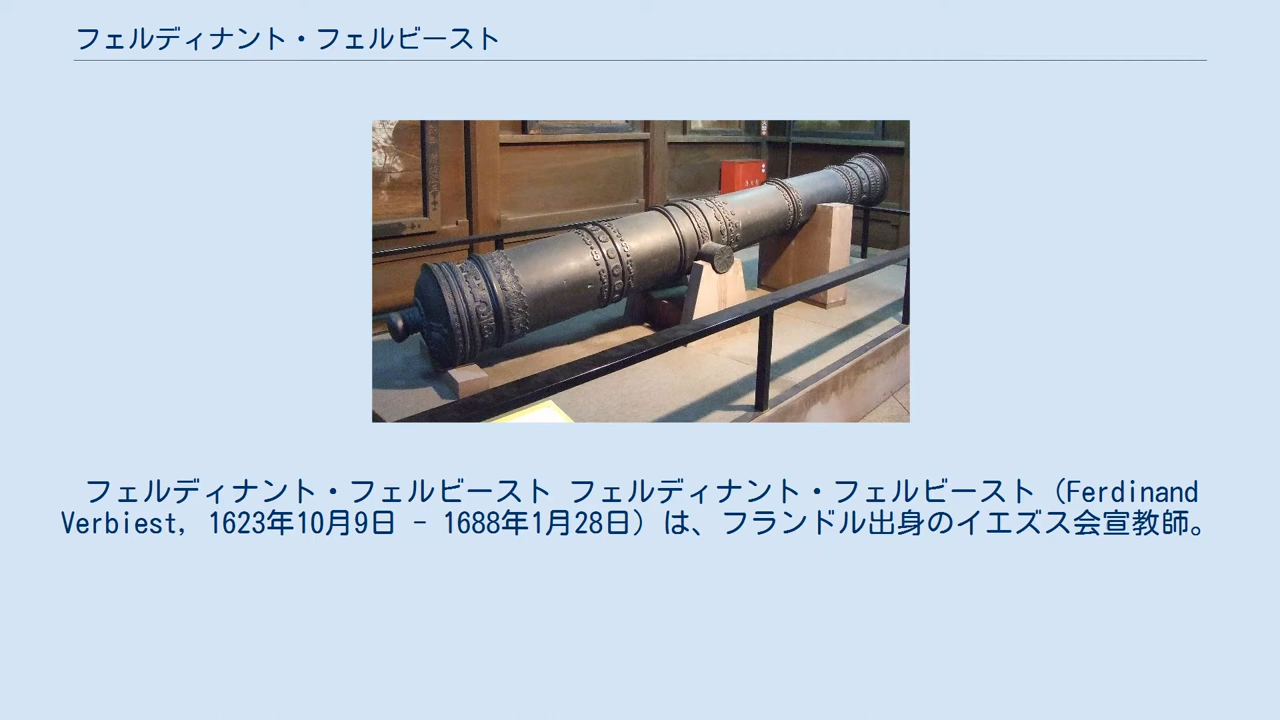 フェルディナント・フェルビースト
フェルディナント・フェルビースト フェルディナント・フェルビースト（Ferdinand
Verbiest, 1623年10月9日 - 1688年1月28日）は、フランドル出身のイエズス会宣教師。